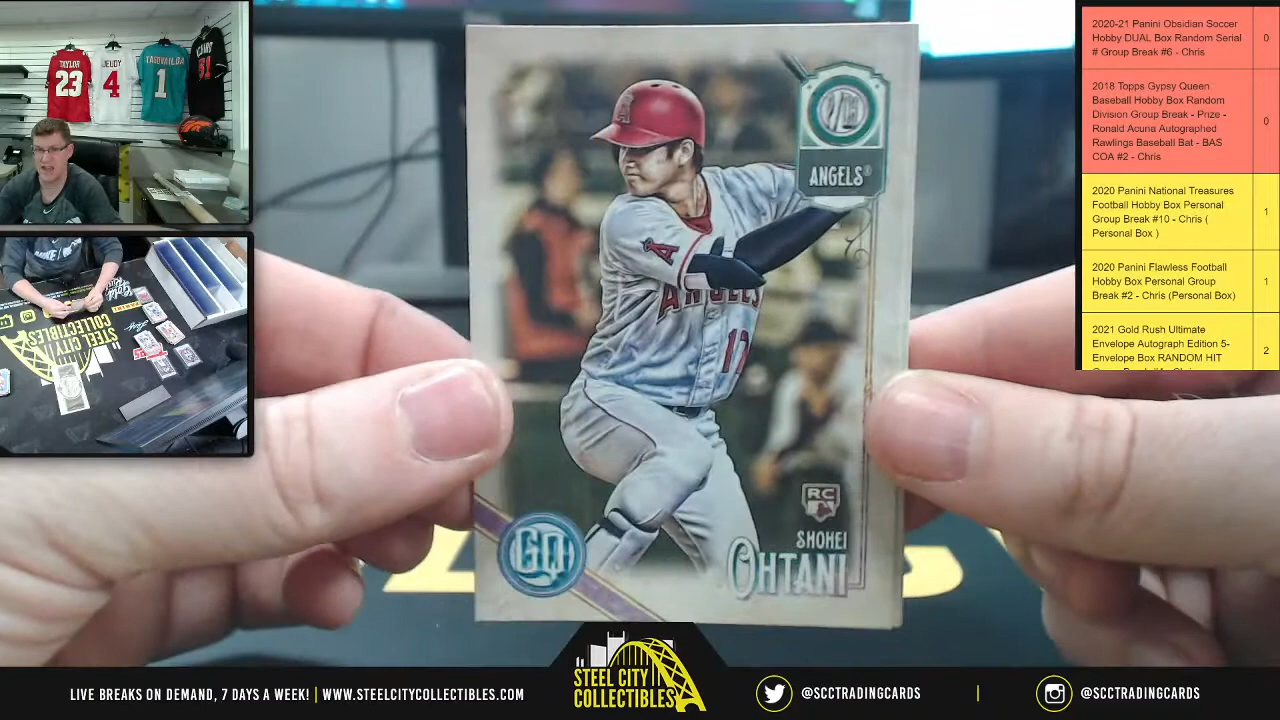 TAYLOR
23
JEUDY
4
TAGOVAILOA
1
STEEL CITY
COLLECTIBLES
ANGELS®
A
A
ANGELS
17
RC
SHOHEI
OHTANI
GQ
2020-21 Panini Obsidian Soccer
Hobby DUAL Box Random Serial
# Group Break #6 - Chris
0
2018 Topps Gypsy Queen
Baseball Hobby Box Random
Division Group Break - Prize -
Ronald Acuna Autographed
Rawlings Baseball Bat - BAS
COA #2 - Chris
0
2020 Panini National Treasures
Football Hobby Box Personal
Group Break #10 - Chris (
Personal Box )
1
2020 Panini Flawless Football
Hobby Box Personal Group
Break #2 - Chris (Personal Box)
1
2021 Gold Rush Ultimate
Envelope Autograph Edition 5-
Envelope Box RANDOM HIT
2
LIVE BREAKS ON DEMAND, 7 DAYS A WEEK! | WWW.STEELCITYCOLLECTIBLES.COM
STEEL CITY
COLLECTIBLES
@SCCTRADINGCARDS
@SCCTRADINGCARDS